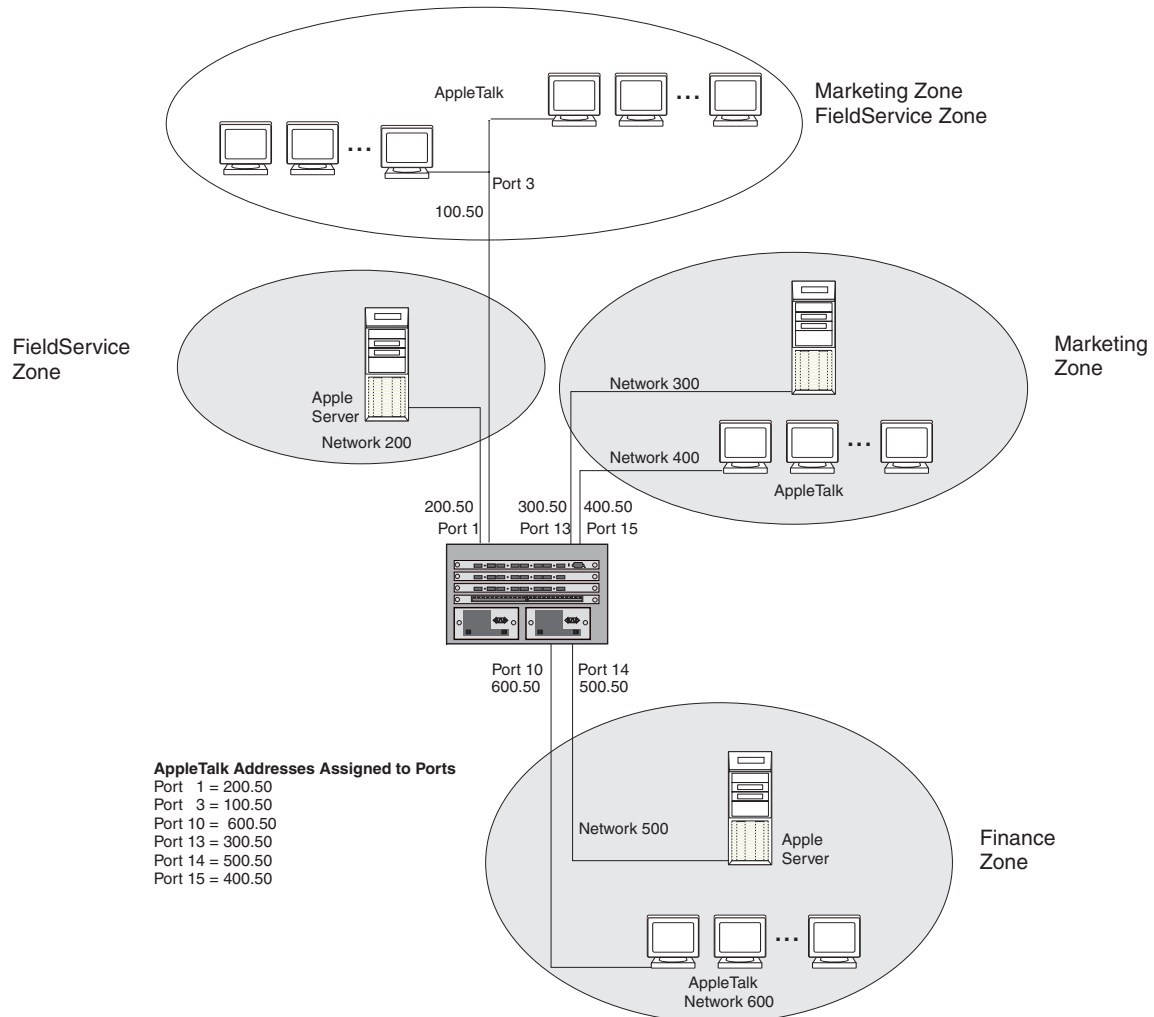 AppleTalk
Marketing Zone
FieldService Zone
Port 3
100.50
FieldService
Zone
Apple
Server
Network 200
Marketing
Zone
Network 300
Network 400
AppleTalk
200.50
Port 1
300.50
Port 13
400.50
Port 15
Port 10
600.50
Port 14
500.50
AppleTalk Addresses Assigned to Ports
Port 1 = 200.50
Port 3 = 100.50
Port 10 = 600.50
Port 13 = 300.50
Port 14 = 500.50
Port 15 = 400.50
Network 500
Apple
Server
Finance
Zone
AppleTalk
Network 600